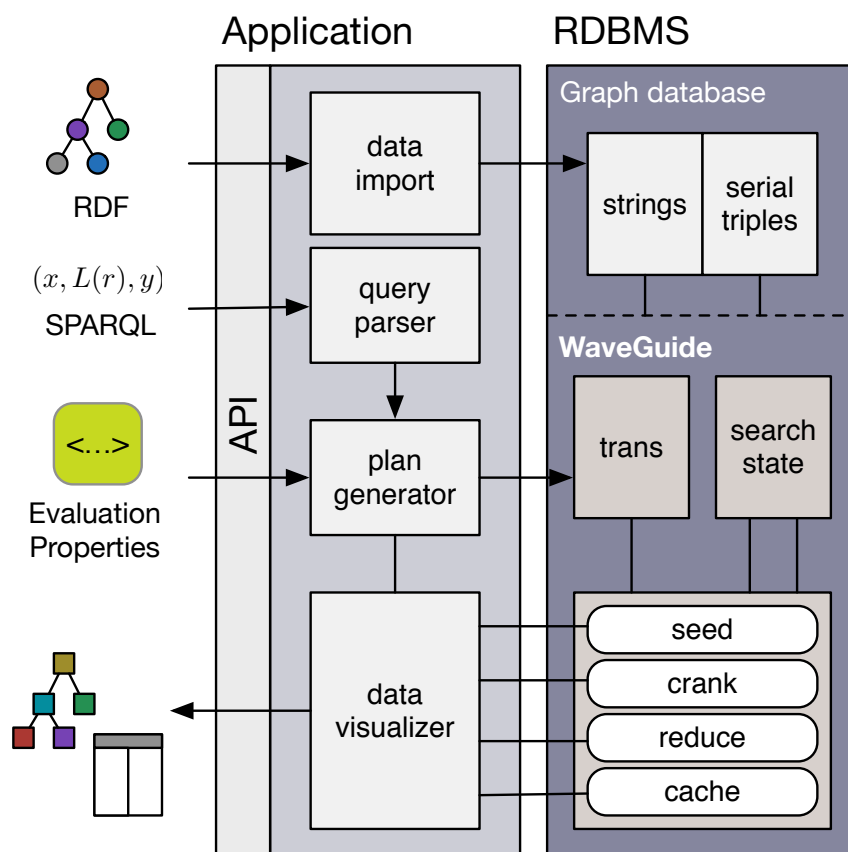 Application
RDBMS
Graph database
data
import
strings
serial
triples
RDF
(x, L(r), y)
SPARQL
query
parser
WaveGuide
API
<...>
plan
generator
trans
search
state
Evaluation
Properties
seed
crank
data
visualizer
reduce
cache